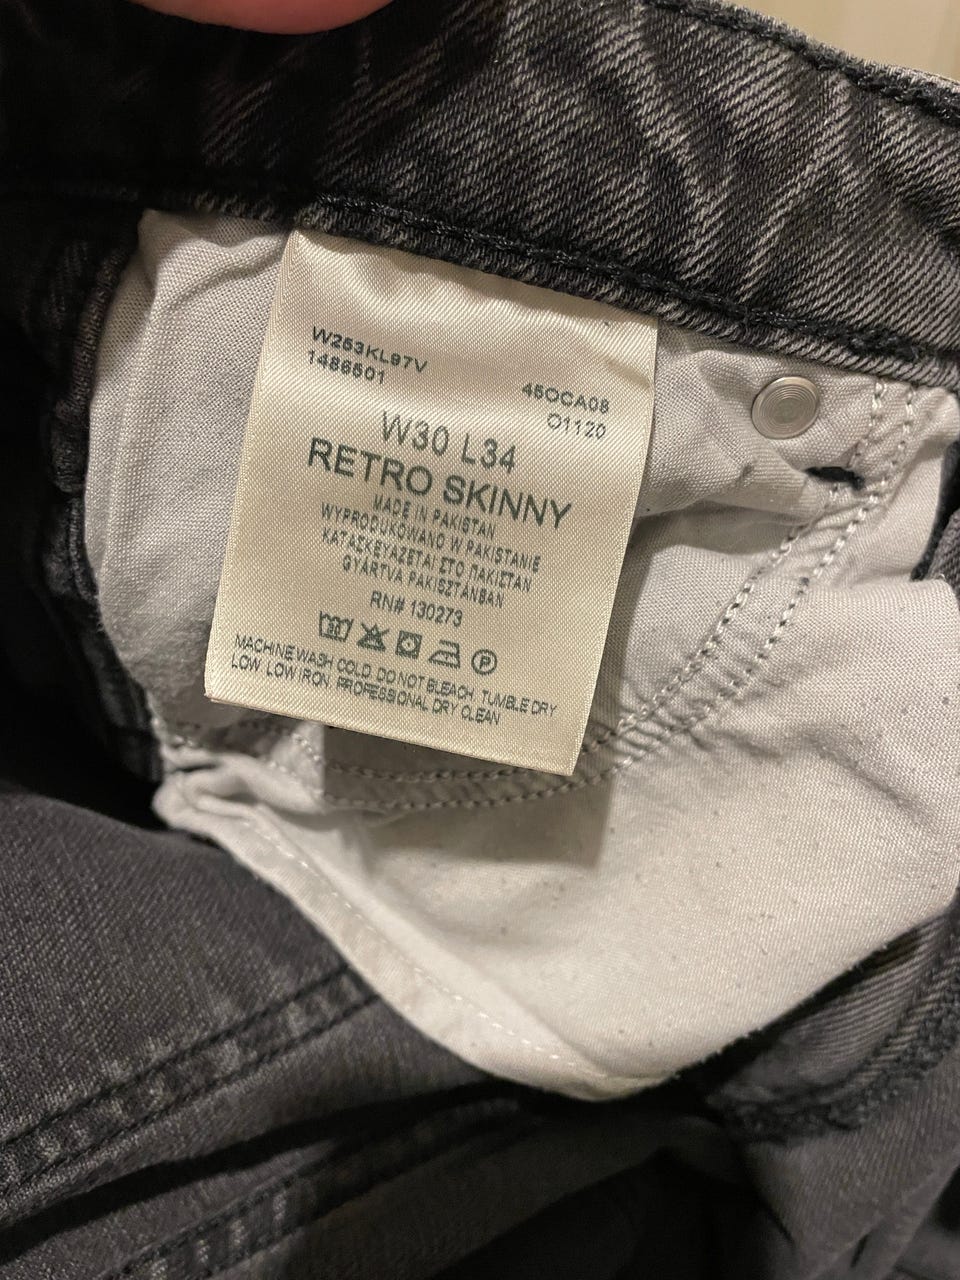 W253KL97V
1486501
45OCA08
O1120
W30 L34
RETRO SKINNY
MADE IN PAKISTAN
WYPRODUKOWANO W PAKISTANIE
ΚΑΤΑΣΚΕΥΑΖΕΤΑΙ ΣΤΟ ΠΑΚΙΣΤΑΝ
GYÁRTVA PAKISZTÁNBAN
RN# 130273
MACHINE WASH COLD. DO NOT BLEACH. TUMBLE DRY
LOW. LOW IRON. PROFESSIONAL DRY CLEAN